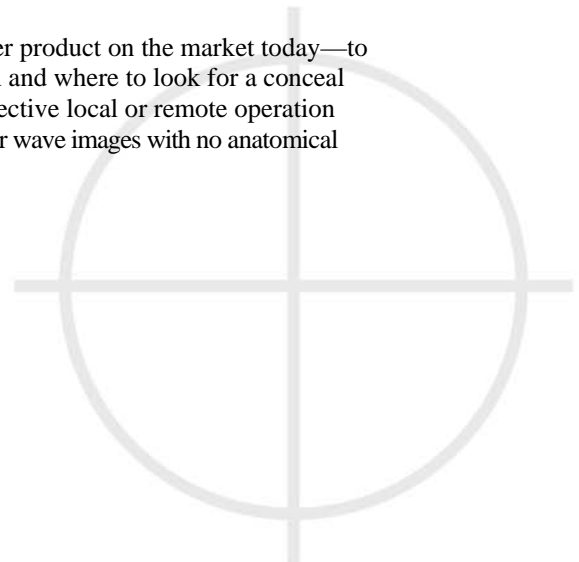 er product on the market today—to
and where to look for a conceal
ective local or remote operation
r wave images with no anatomical